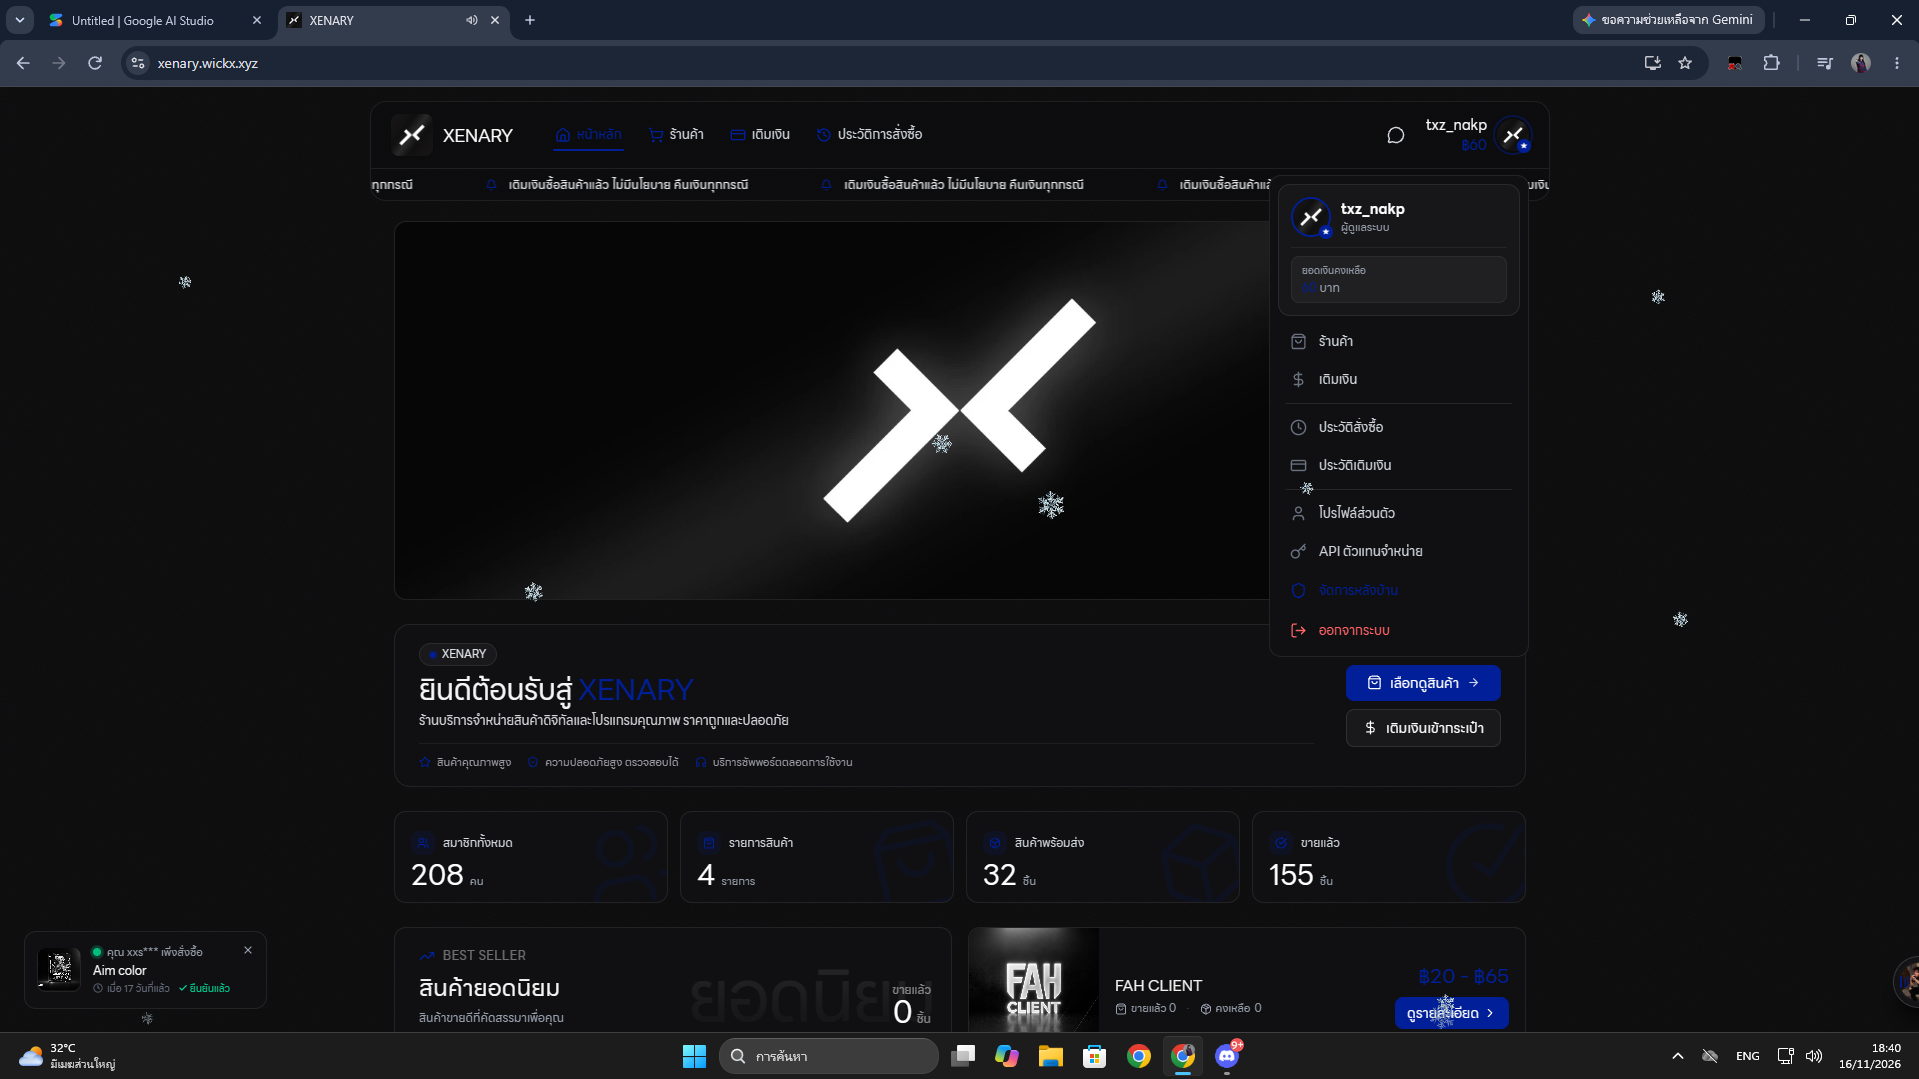 Untitled | Google AI Studio
XENARY
ขอความช่วยเหลือจาก Gemini
xenary.wickx.xyz
XENARY
หน้าหลัก
ร้านค้า
เติมเงิน
ประวัติการสั่งซื้อ
txz_nakp
฿60
ทุกกรณี
เติมเงินซื้อสินค้าแล้ว ไม่มีนโยบาย คืนเงินทุกกรณี
เติมเงินซื้อสินค้าแล้ว ไม่มีนโยบาย คืนเงินทุกกรณี
เติมเงินซื้อสินค้าแล้
txz_nakp
ผู้ดูแลระบบ
ยอดเงินคงเหลือ
บาท
ร้านค้า
เติมเงิน
ประวัติสั่งซื้อ
ประวัติเติมเงิน
โปรไฟล์ส่วนตัว
API ตัวแทนจำหน่าย
จัดการหลังบ้าน
ออกจากระบบ
XENARY
ยินดีต้อนรับสู่ XENARY
ร้านบริการจำหน่ายสินค้าดิจิทัลและโปรแกรมคุณภาพ ราคาถูกและปลอดภัย
สินค้าคุณภาพสูง
ความปลอดภัยสูง ตรวจสอบได้
บริการซัพพอร์ตตลอดการใช้งาน
เลือกดูสินค้า
เติมเงินเข้ากระเป๋า
สมาชิกทั้งหมด
208 คน
รายการสินค้า
4 รายการ
สินค้าพร้อมส่ง
32 ชิ้น
ขายแล้ว
155 ชิ้น
คุณ xxs*** เพิ่งสั่งซื้อ
Aim color
เมื่อ 17 วันที่แล้ว ยืนยันแล้ว
BEST SELLER
สินค้ายอดนิยม
สินค้าขายดีที่คัดสรรมาเพื่อคุณ
ยอดนิยม
ขายแล้ว
0 ชิ้น
FAH
CLIENT
FAH CLIENT
ขายแล้ว 0
คงเหลือ 0
฿20 - ฿65
ดูรายละเอียด
32°C
มีเมฆส่วนใหญ่
การค้นหา
9+
ENG
18:40
16/11/2026